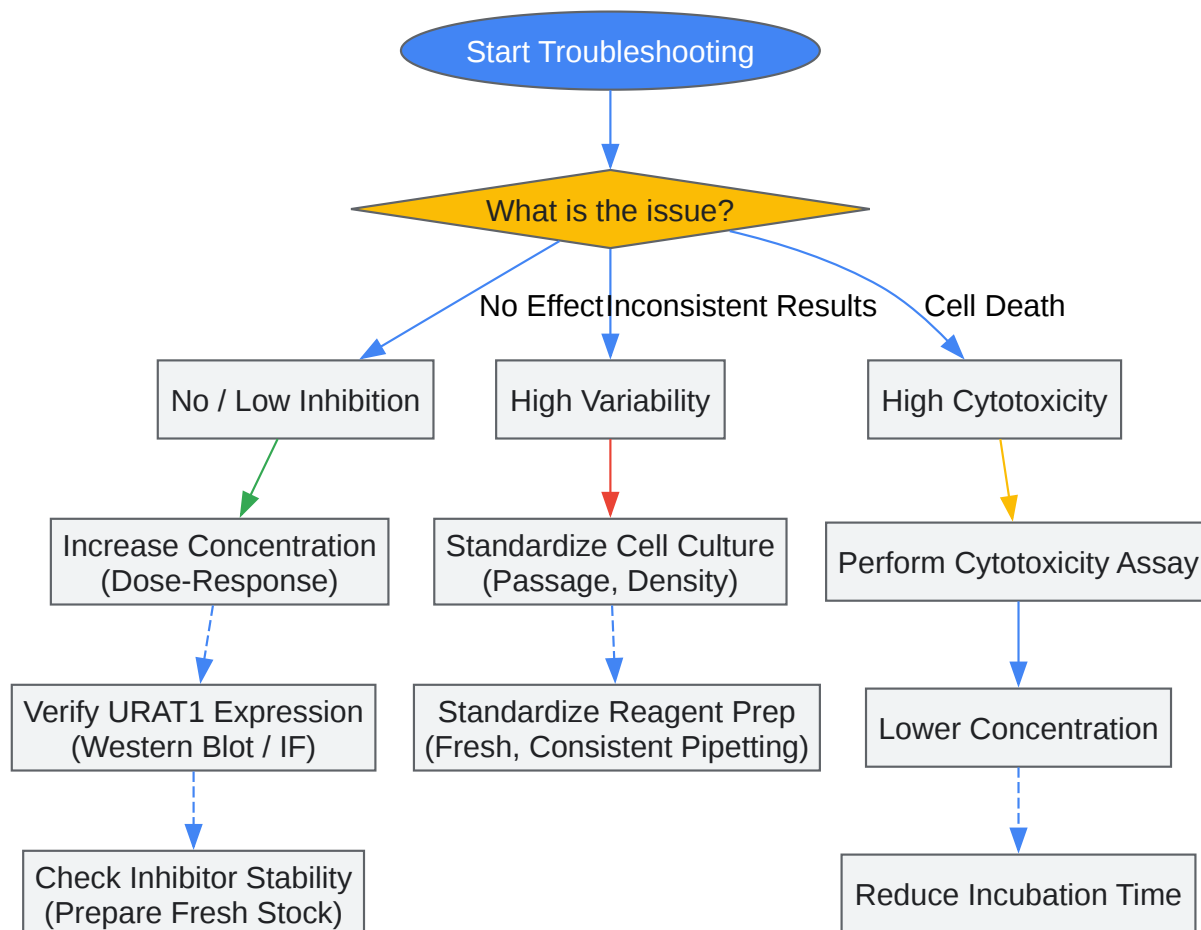 Start Troubleshooting
What is the issue?
No Effect
Inconsistent Results
Cell Death
No / Low Inhibition
High Variability
High Cytotoxicity
Increase Concentration
(Dose-Response)
Standardize Cell Culture
(Passage, Density)
Perform Cytotoxicity Assay
Verify URAT1 Expression
(Western Blot / IF)
Standardize Reagent Prep
(Fresh, Consistent Pipetting)
Lower Concentration
Check Inhibitor Stability
(Prepare Fresh Stock)
Reduce Incubation Time